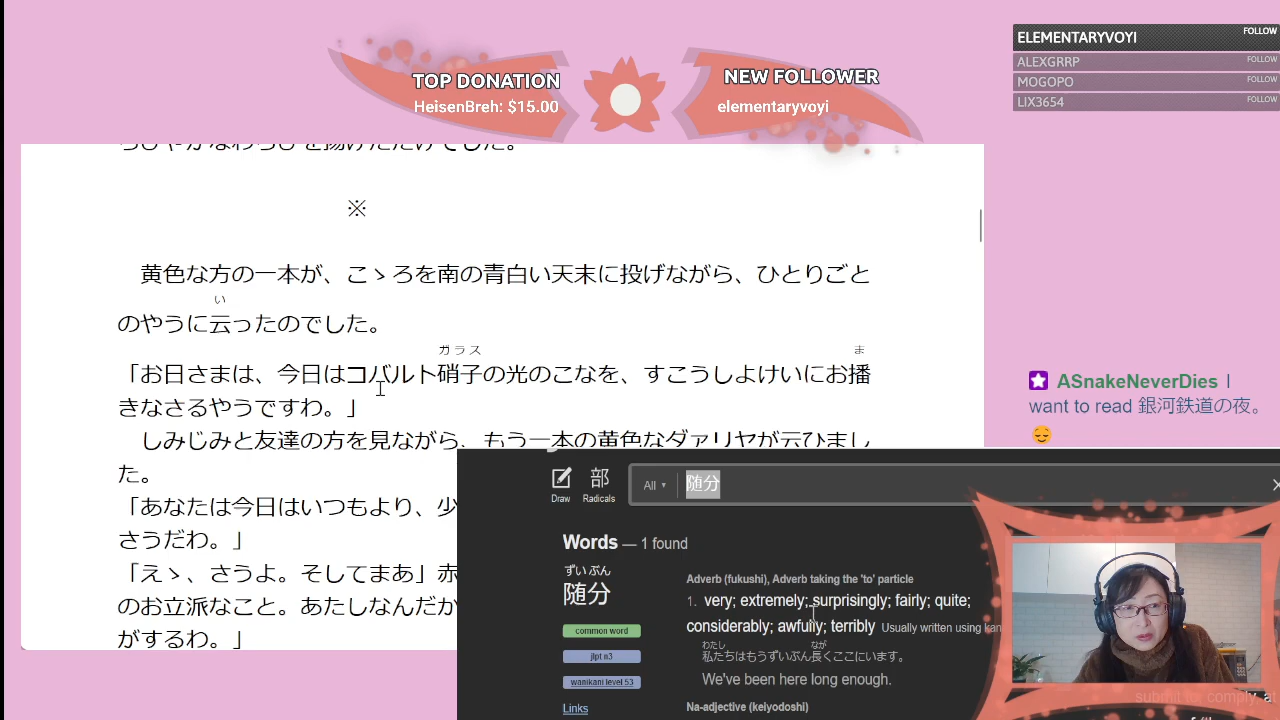 TOP DONATION
HeisenBreh: $15.00
NEW FOLLOWER
elementaryvoyi
ELEMENTARYVOYI
FOLLOW
ALEXGRRP
FOLLOW
MOGOPO
FOLLOW
LIX3654
FOLLOW
※
黄色な方の一本が、こゝろを南の青白い天末に投げながら、ひとりごと
い
のやうに云ったのでした。
ガラス
ま
「お日さまは、今日はコバルト硝子の光のこなを、すこうしよけいにお播
きなさるやうですわ。」
しみじみと友達の方を見ながら、もう一本の黄色なダァリヤが云ひまし
た。
「あなたは今日はいつもより、少
さうだわ。」
「えゝ、さうよ。そしてまあ」赤
のお立派なこと。あたしなんだか
がするわ。」
ASnakeNeverDies I
want to read 銀河鉄道の夜。
Draw
部
Radicals
All
随分
Words — 1 found
ずいぶん
随分
common word
jlpt n3
wanikani level 53
Links
Adverb (fukushi), Adverb taking the 'to' particle
1. very; extremely; surprisingly; fairly; quite;
considerably; awfully; terribly Usually written using kan
わたし
なが
私たちはもうずいぶん長くここにいます。
We've been here long enough.
Na-adjective (keiyodoshi)
submit to, comply, at